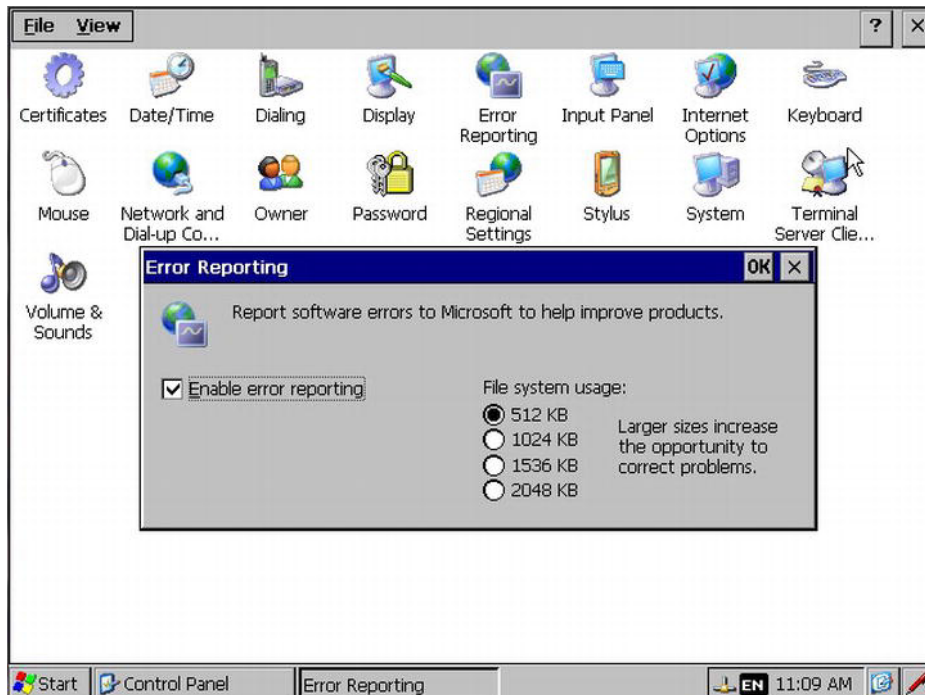 File View ? ×
Certificates Date/Time Dialing Display Error Reporting Input Panel Internet Options Keyboard
Mouse Network and Dial-up Co... Owner Password Regional Settings Stylus System Terminal Server Clie...
Volume & Sounds
Error Reporting OK ×
Report software errors to Microsoft to help improve products.
Enable error reporting
File system usage:
512 KB
1024 KB
1536 KB
2048 KB
Larger sizes increase
the opportunity to
correct problems.
Start Control Panel Error Reporting EN 11:09 AM